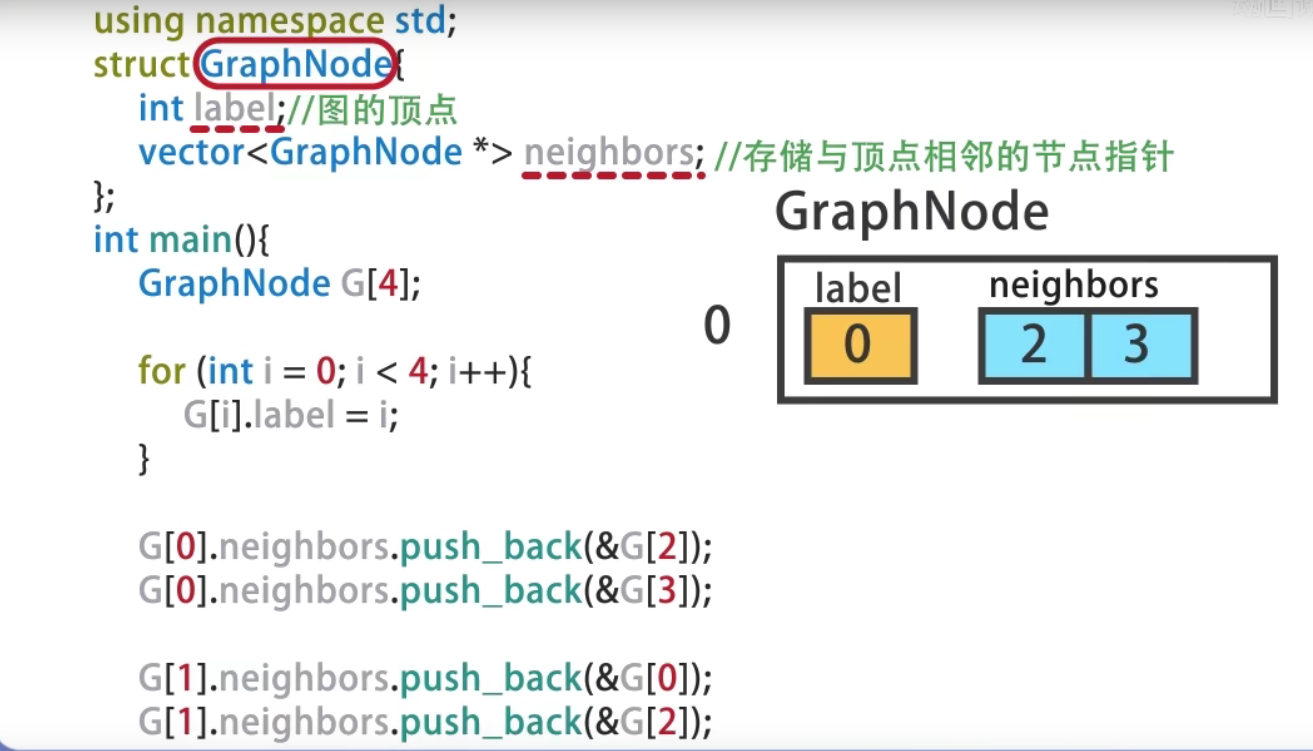 using namespace std;
struct GraphNode{
int label;//图的顶点
vector<GraphNode *> neighbors; //存储与顶点相邻的节点指针
};
int main(){
GraphNode G[4];
for (int i = 0; i < 4; i++){
G[i].label = i;
}
G[0].neighbors.push_back(&G[2]);
G[0].neighbors.push_back(&G[3]);
G[1].neighbors.push_back(&G[0]);
G[1].neighbors.push_back(&G[2]);
GraphNode
label neighbors
0 0 2 3